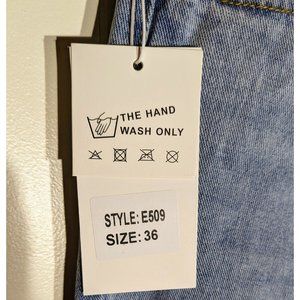 THE HAND
WASH ONLY
STYLE: E509
SIZE: 36